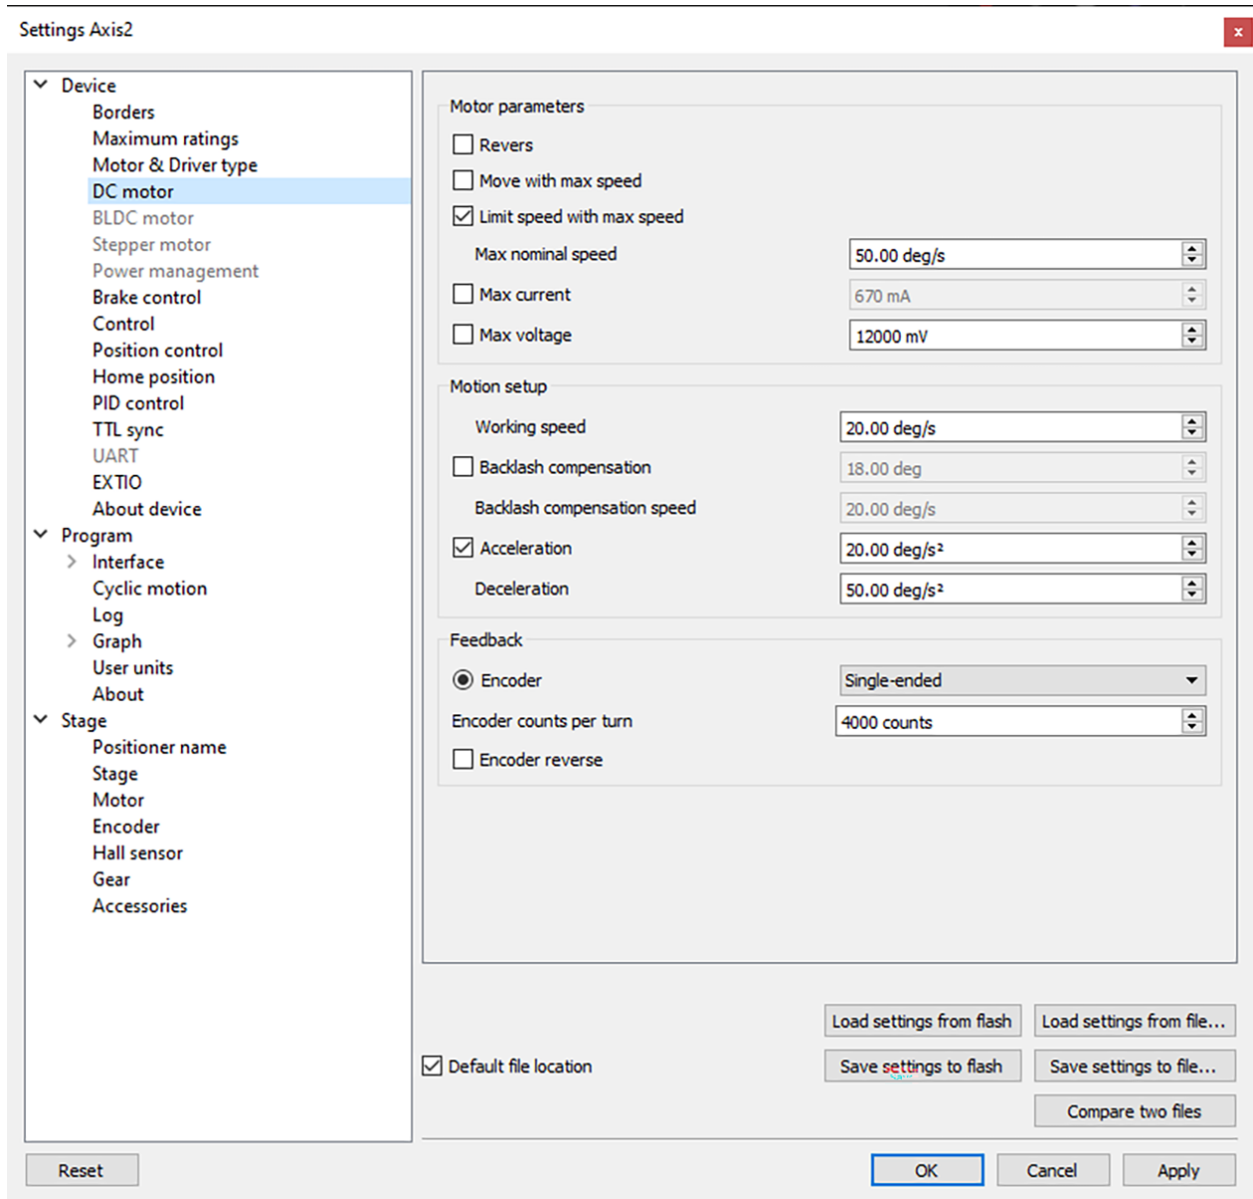 Settings Axis2
x
Device
Borders
Maximum ratings
Motor & Driver type
DC motor
BLDC motor
Stepper motor
Power management
Brake control
Control
Position control
Home position
PID control
TTL sync
UART
EXTIO
About device
Program
Interface
Cyclic motion
Log
Graph
User units
About
Stage
Positioner name
Stage
Motor
Encoder
Hall sensor
Gear
Accessories
Motor parameters
Revers
Move with max speed
Limit speed with max speed
Max nominal speed 50.00 deg/s
Max current 670 mA
Max voltage 12000 mV
Motion setup
Working speed 20.00 deg/s
Backlash compensation 18.00 deg
Backlash compensation speed 20.00 deg/s
Acceleration 20.00 deg/s²
Deceleration 50.00 deg/s²
Feedback
Encoder Single-ended
Encoder counts per turn 4000 counts
Encoder reverse
Load settings from flash Load settings from file...
Default file location Save settings to flash Save settings to file...
Compare two files
Reset OK Cancel Apply